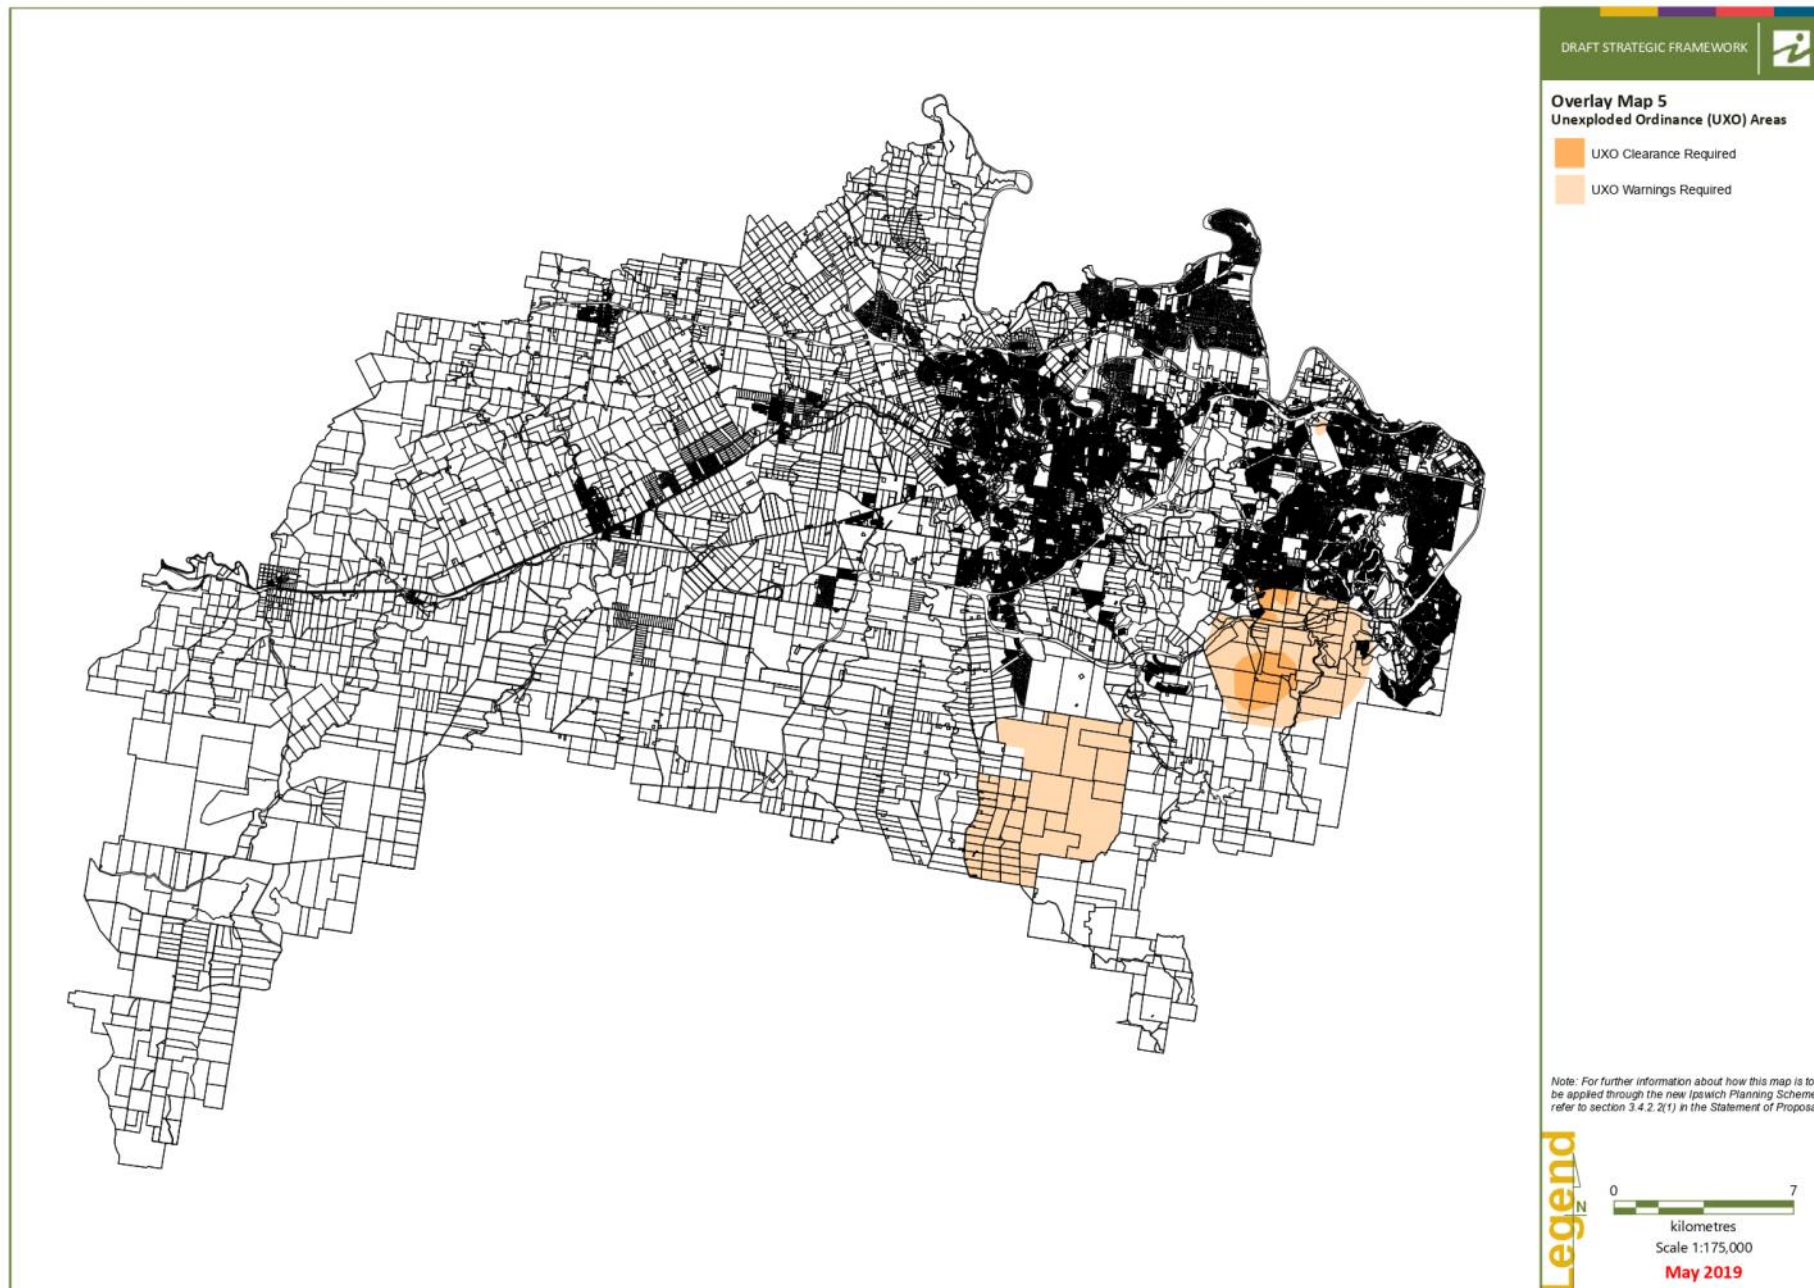 DRAFT STRATEGIC FRAMEWORK
Overlay Map 5
Unexploded Ordinance (UXO) Areas
UXO Clearance Required
UXO Warnings Required
Note: For further information about how this map is to
be applied through the new Ipswich Planning Scheme
refer to section 3.4.2.2(1) in the Statement of Proposa
Legend
N
0 7
kilometres
Scale 1:175,000
May 2019